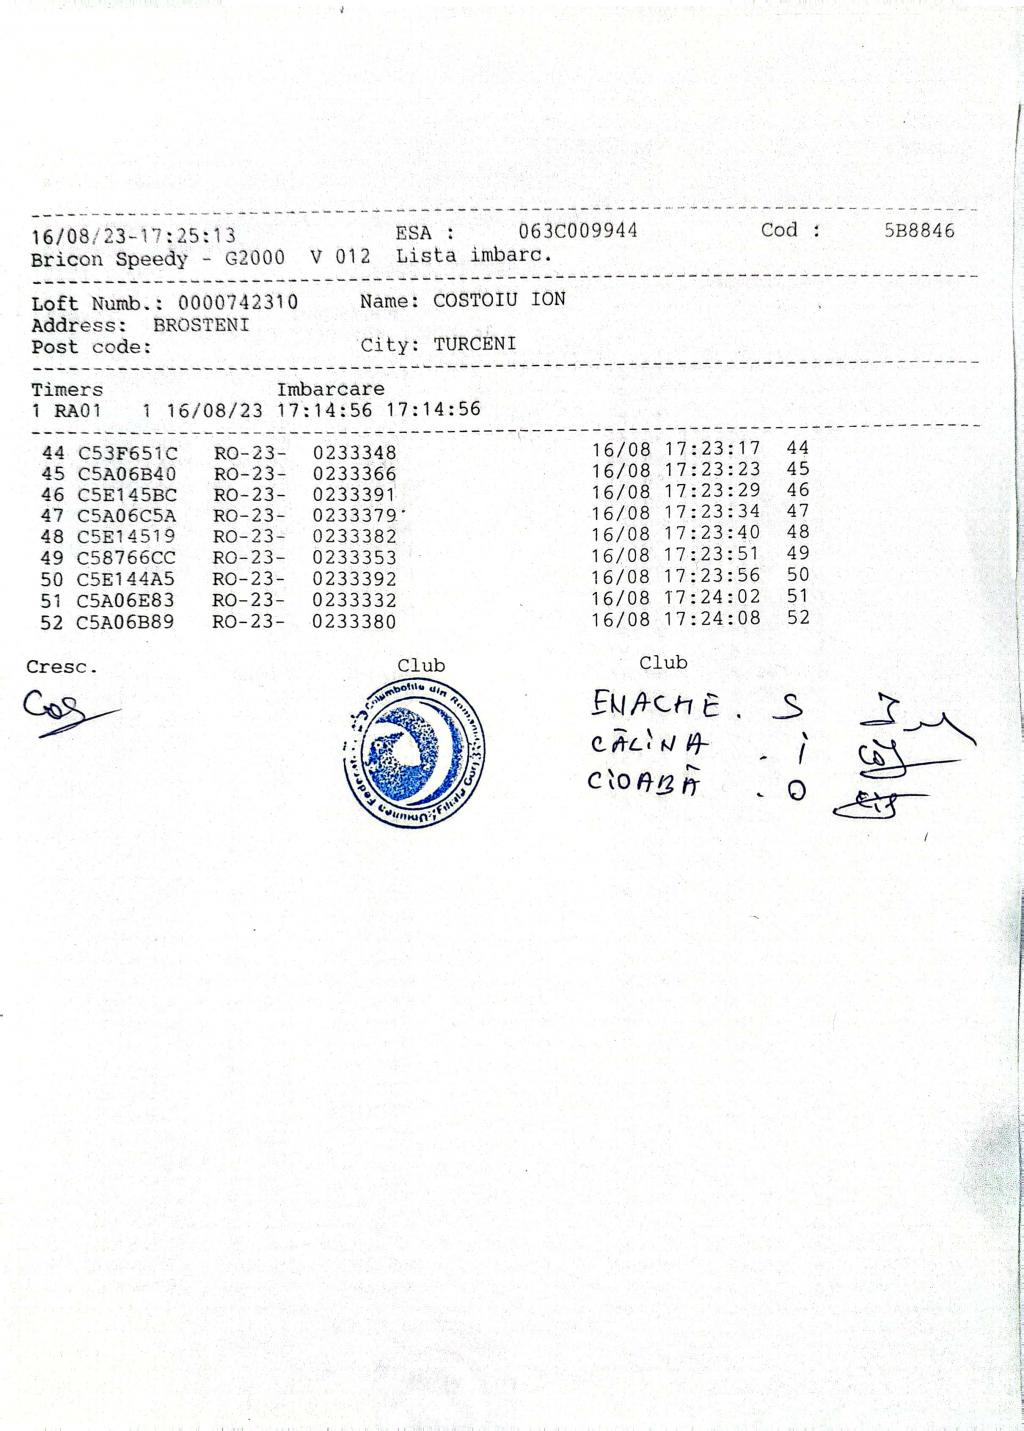 16/08/23-17:25:13 ESA : 063C009944 Cod : 5B8846
Bricon Speedy - G2000 V 012 Lista imbarc.
Loft Numb.: 0000742310 Name: COSTOIU ION
Address: BROSTENI
Post code: City: TURCENI
Timers Imbarcare
1 RA01 1 16/08/23 17:14:56 17:14:56
44 C53F651C RO-23- 0233348 16/08 17:23:17 44
45 C5A06B40 RO-23- 0233366 16/08 17:23:23 45
46 C5E145BC RO-23- 0233391 16/08 17:23:29 46
47 C5A06C5A RO-23- 0233379 16/08 17:23:34 47
48 C5E14519 RO-23- 0233382 16/08 17:23:40 48
49 C58766CC RO-23- 0233353 16/08 17:23:51 49
50 C5E144A5 RO-23- 0233392 16/08 17:23:56 50
51 C5A06E83 RO-23- 0233332 16/08 17:24:02 51
52 C5A06B89 RO-23- 0233380 16/08 17:24:08 52
Cresc. Club Club
ENACHE . S
CĂLINA . i
CIOABĂ . O
Columbofila din Romania
Filiala Gorj
Uniunea